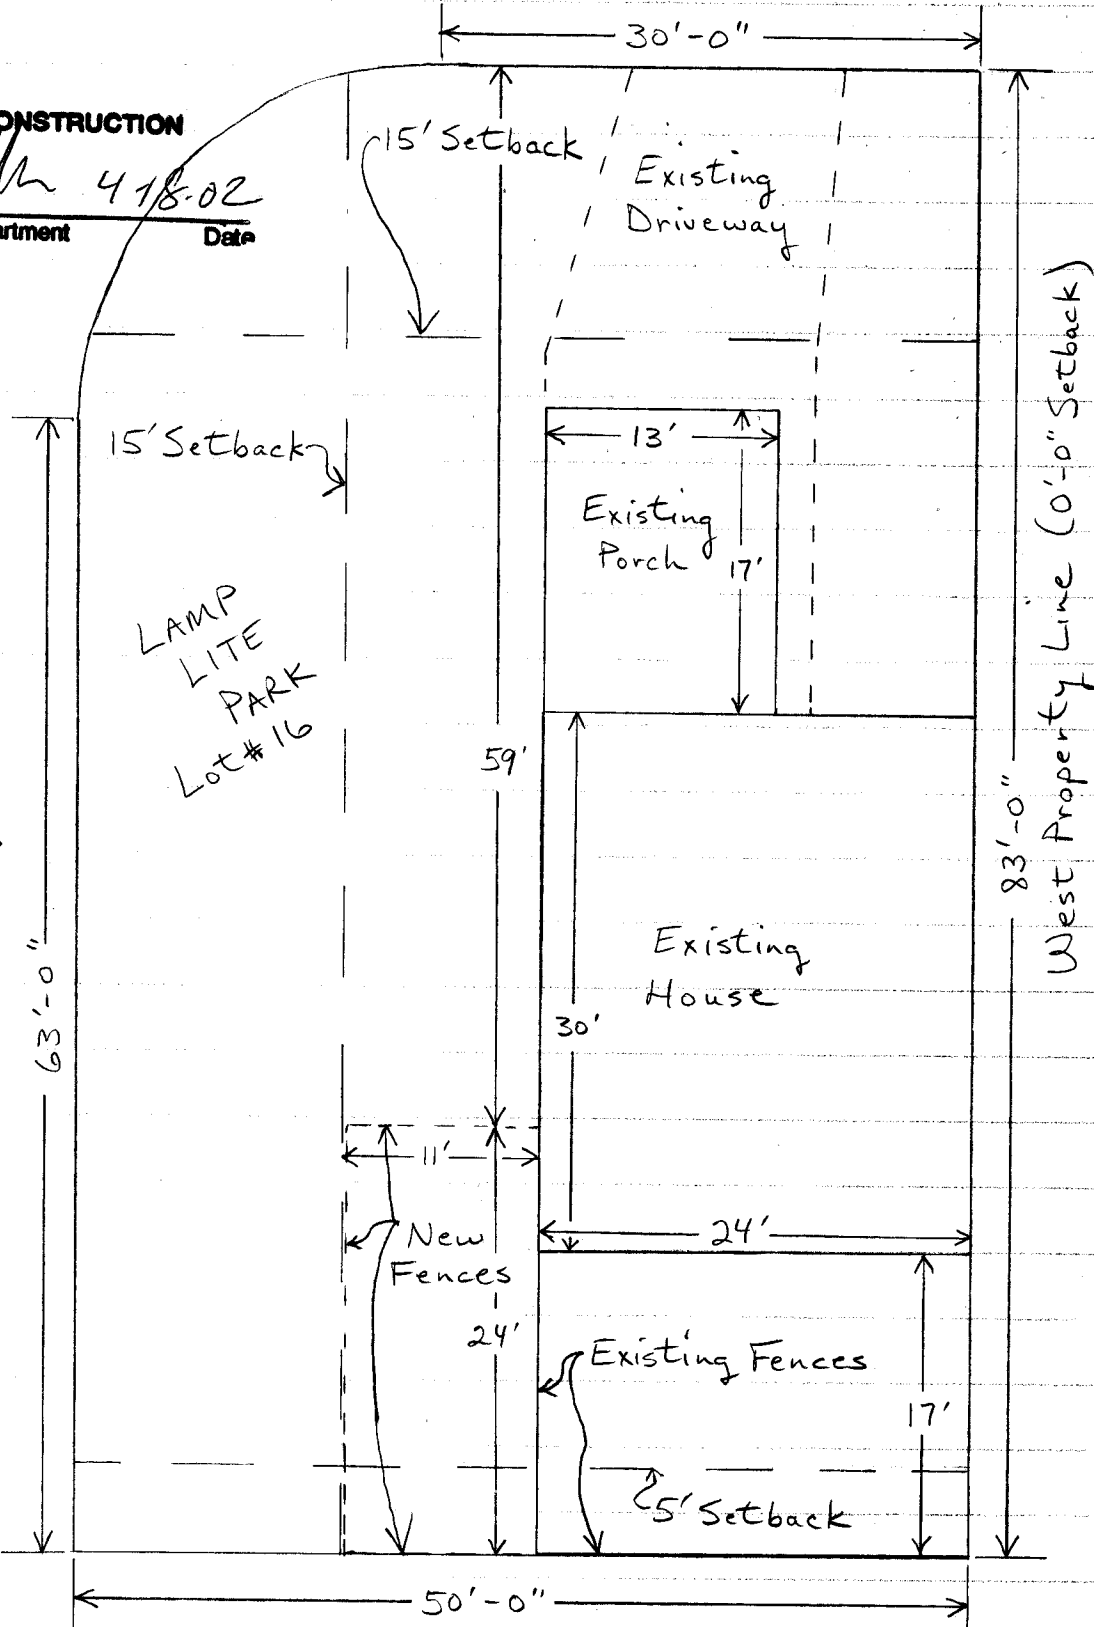 30'-0"
ONSTRUCTION
4-18-02
artment Date
15' Setback
Existing
Driveway
West Property Line (0'-0" Setback)
13'
15' Setback
Existing
Porch
17'
LAMP
LITE
PARK
Lot #16
59'
83'-0"
Existing
House
63'-0"
30'
11'
24'
New
Fences
24'
Existing Fences
17'
5' Setback
50'-0"